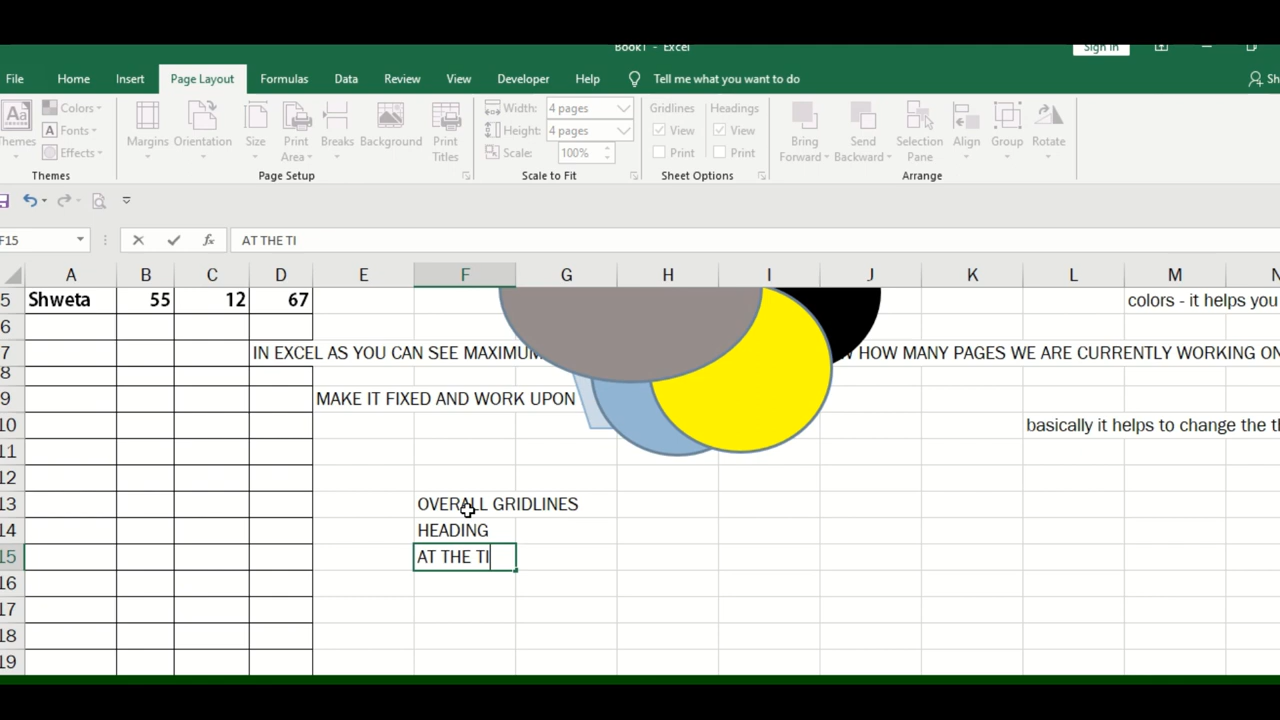 Book1 - Excel
Sign in
File Home Insert Page Layout Formulas Data Review View Developer Help Tell me what you want to do
Colors Width: 4 pages Gridlines Headings
Themes Fonts Margins Orientation Size Print Area Breaks Background Print Titles Height: 4 pages View View Bring Forward Send Backward Selection Pane Align Group Rotate
Effects Scale: 100% Print Print
Themes Page Setup Scale to Fit Sheet Options Arrange
F15 fx AT THE TI
A B C D E F G H I J K L M N
5 Shweta 55 12 67 colors - it helps you
6
7 IN EXCEL AS YOU CAN SEE MAXIMUM HOW MANY PAGES WE ARE CURRENTLY WORKING ON
8
9 MAKE IT FIXED AND WORK UPON
10 basically it helps to change the
11
12
13 OVERALL GRIDLINES
14 HEADING
15 AT THE TI
16
17
18
19